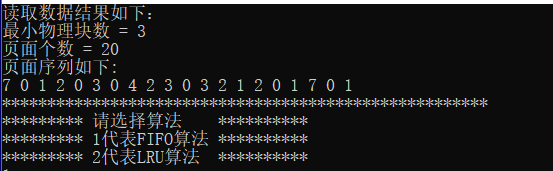 读取数据结果如下:
最小物理块数 = 3
页面个数 = 20
页面序列如下:
7 0 1 2 0 3 0 4 2 3 0 3 2 1 2 0 1 7 0 1
******************************************************
********* 请选择算法    **********
********* 1代表FIFO算法 **********
********* 2代表LRU算法  **********